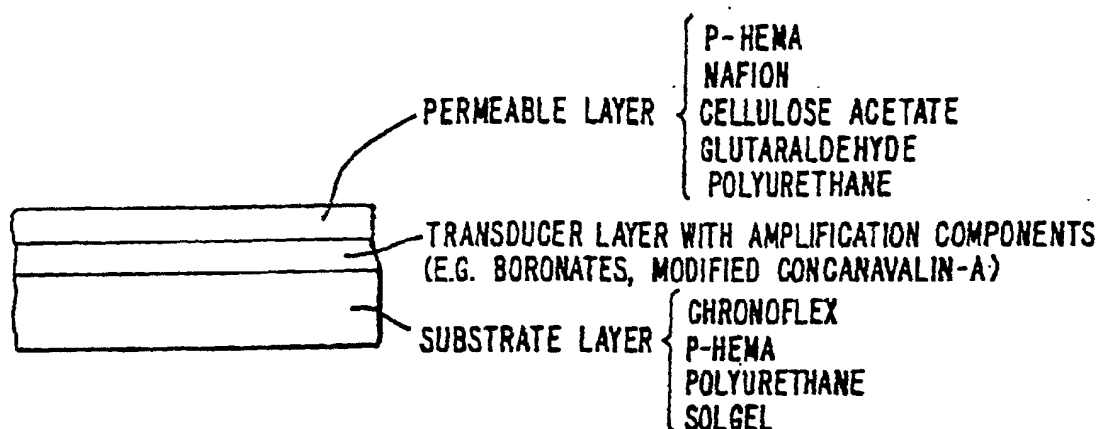 P-HEMA
NAFION
PERMEABLE LAYER
CELLULOSE ACETATE
GLUTARALDEHYDE
POLYURETHANE
TRANSDUCER LAYER WITH AMPLIFICATION COMPONENTS
(E.G. BORONATES, MODIFIED CONCANAVALIN-A)
CHRONOFLEX
SUBSTRATE LAYER
P-HEMA
POLYURETHANE
SOLGEL